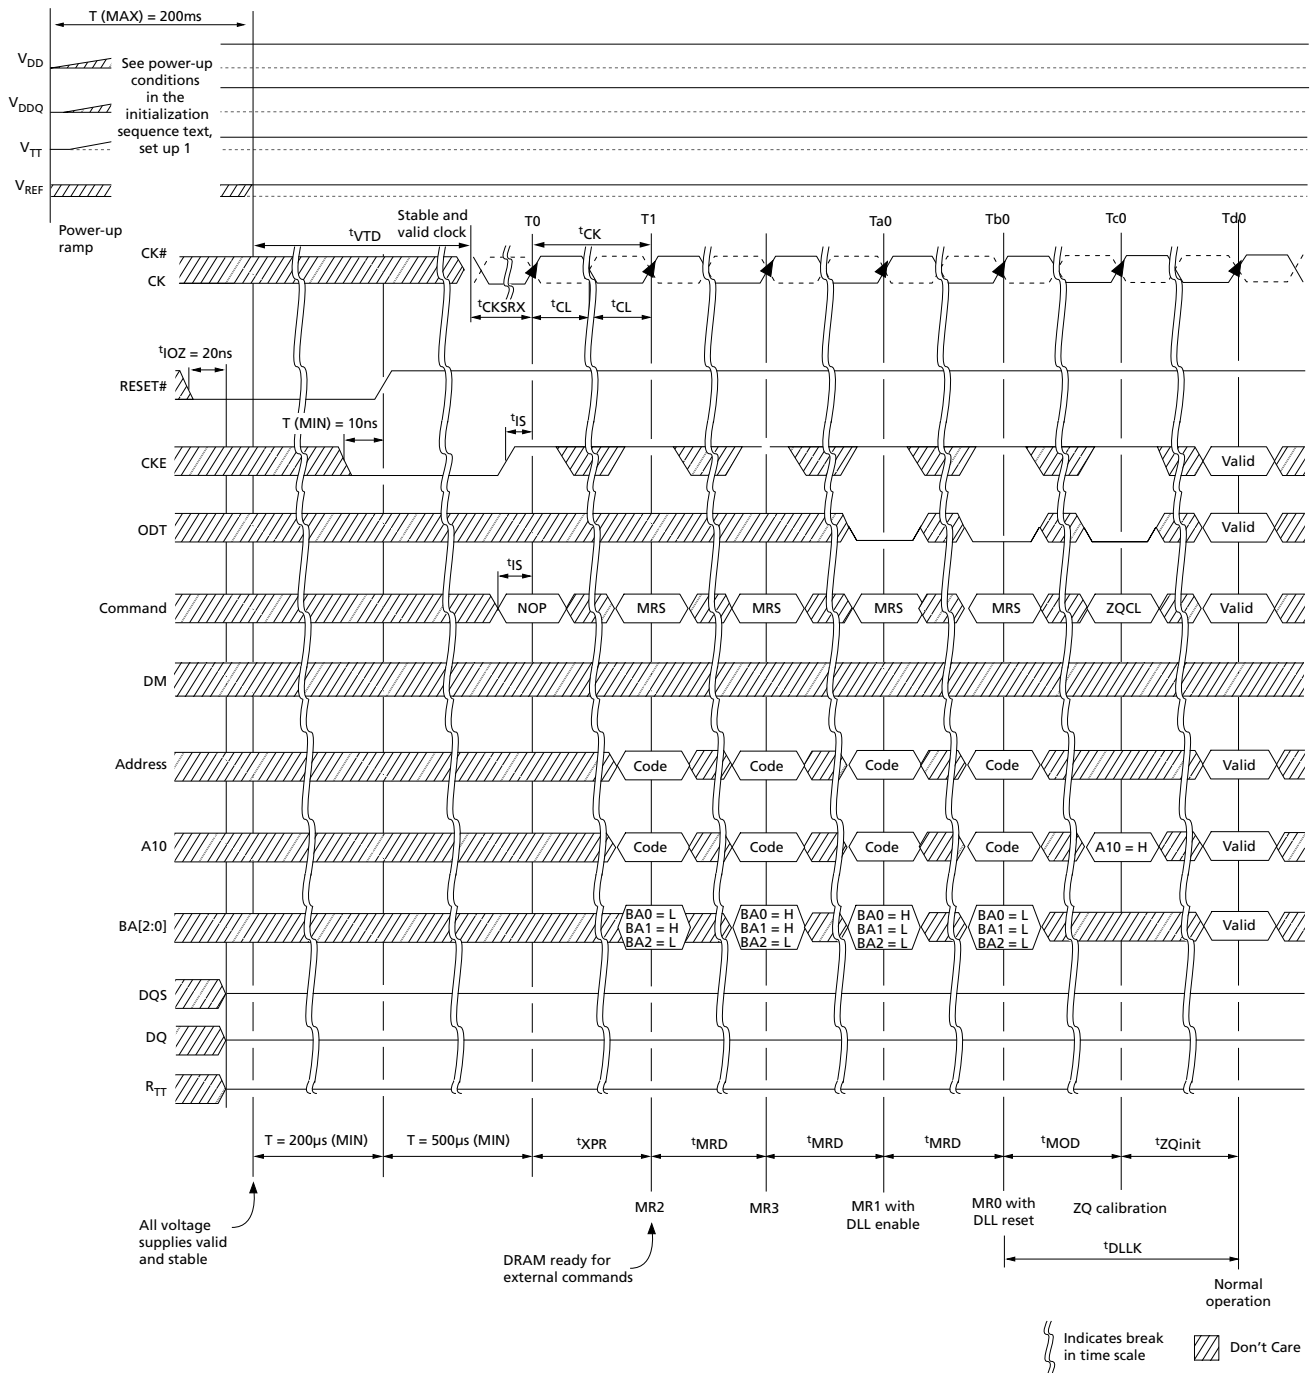 T (MAX) = 200ms
VDD
See power-up
conditions
in the
initialization
sequence text,
set up 1
VDDQ
VTT
VREF
Power-up
ramp
Stable and
valid clock
T0
T1
Ta0
Tb0
Tc0
Td0
tVTD
tCK
CK#
CK
tCKSRX
tCL
tCL
tIOZ = 20ns
RESET#
T (MIN) = 10ns
tIS
CKE
Valid
ODT
Valid
tIS
Command
NOP
MRS
MRS
MRS
MRS
ZQCL
Valid
DM
Address
Code
Code
Code
Code
Valid
A10
Code
Code
Code
Code
A10 = H
Valid
BA[2:0]
BA0 = L
BA1 = H
BA2 = L
BA0 = H
BA1 = H
BA2 = L
BA0 = H
BA1 = L
BA2 = L
BA0 = L
BA1 = L
BA2 = L
Valid
DQS
DQ
RTT
T = 200µs (MIN)
T = 500µs (MIN)
tXPR
tMRD
tMRD
tMRD
tMOD
tZQinit
All voltage
supplies valid
and stable
MR2
MR3
MR1 with
DLL enable
MR0 with
DLL reset
ZQ calibration
DRAM ready for
external commands
tDLLK
Normal
operation
Indicates break
in time scale
Don't Care